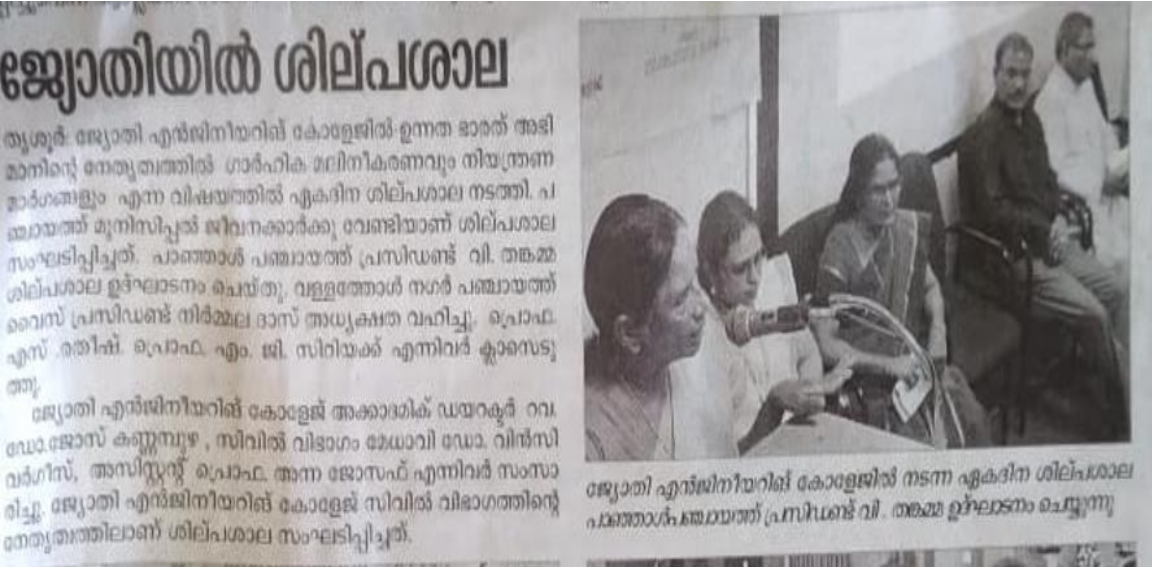 ജ്യോതിയിൽ ശില്പശാല
തൃശൂർ: ജ്യോതി എൻജിനീയറിങ് കോളേജിൽ ഉന്നത ഭാരത് അഭി
മാനിന്റെ നേതൃത്വത്തിൽ ഗാർഹിക മലിനീകരണവും നിയന്ത്രണ
മാർഗങ്ങളും എന്ന വിഷയത്തിൽ ഏകദിന ശില്പശാല നടത്തി. പ
ഞ്ചായത്ത് മുനിസിപ്പൽ ജീവനക്കാർക്കു വേണ്ടിയാണ് ശില്പശാല
സംഘടിപ്പിച്ചത്. പാഞ്ഞാൾ പഞ്ചായത്ത് പ്രസിഡണ്ട് വി. തങ്കമ്മ
ശില്പശാല ഉദ്ഘാടനം ചെയ്തു. വള്ളത്തോൾ നഗർ പഞ്ചായത്ത്
വൈസ് പ്രസിഡണ്ട് നിർമ്മല ദാസ് അധ്യക്ഷത വഹിച്ചു. പ്രൊഫ.
എസ് .രതീഷ്. പ്രൊഫ. എം. ജി. സിറിയക്ക് എന്നിവർ ക്ലാസെടു
ത്തു.
ജ്യോതി എൻജിനീയറിങ് കോളേജ് അക്കാദമിക് ഡയറക്ടർ റവ.
ഡോ.ജോസ് കണ്ണമ്പുഴ , സിവിൽ വിഭാഗം മേധാവി ഡോ. വിൻസി
വർഗീസ്, അസിസ്റ്റന്റ് പ്രൊഫ. അന്ന ജോസഫ് എന്നിവർ സംസാ
രിച്ചു. ജ്യോതി എൻജിനീയറിങ് കോളേജ് സിവിൽ വിഭാഗത്തിന്റെ
നേതൃത്വത്തിലാണ് ശില്പശാല സംഘടിപ്പിച്ചത്.
ജ്യോതി എൻജിനീയറിങ് കോളേജിൽ നടന്ന ഏകദിന ശില്പശാല
പാഞ്ഞാൾപഞ്ചായത്ത് പ്രസിഡണ്ട് വി . തങ്കമ്മ ഉദ്ഘാടനം ചെയ്യുന്നു